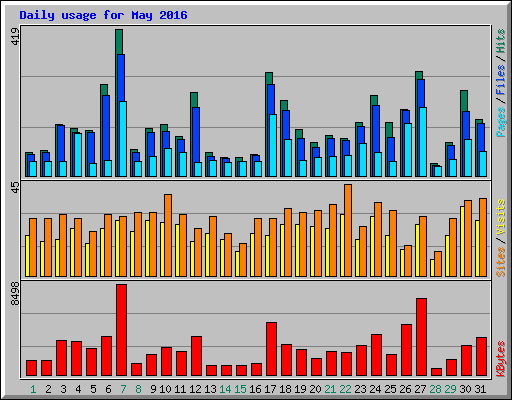 Daily usage for May 2016
419
Pages / Files / Hits
45
Sites / Visits
8498
KBytes
1 2 3 4 5 6 7 8 9 10 11 12 13 14 15 16 17 18 19 20 21 22 23 24 25 26 27 28 29 30 31